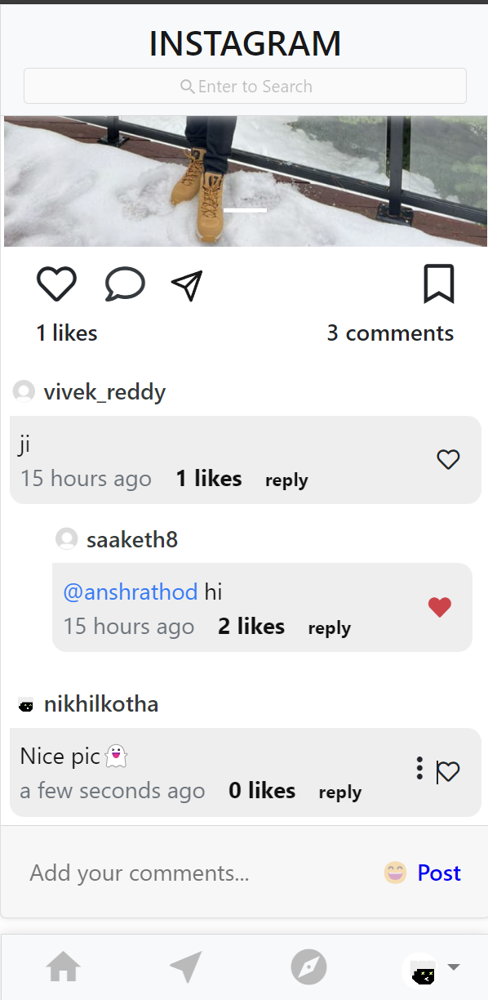 INSTAGRAM
Enter to Search
1 likes 3 comments
vivek_reddy
ji
15 hours ago 1 likes reply
saaketh8
@anshrathod hi
15 hours ago 2 likes reply
nikhilkotha
Nice pic👻
a few seconds ago 0 likes reply
Add your comments... 😄 Post